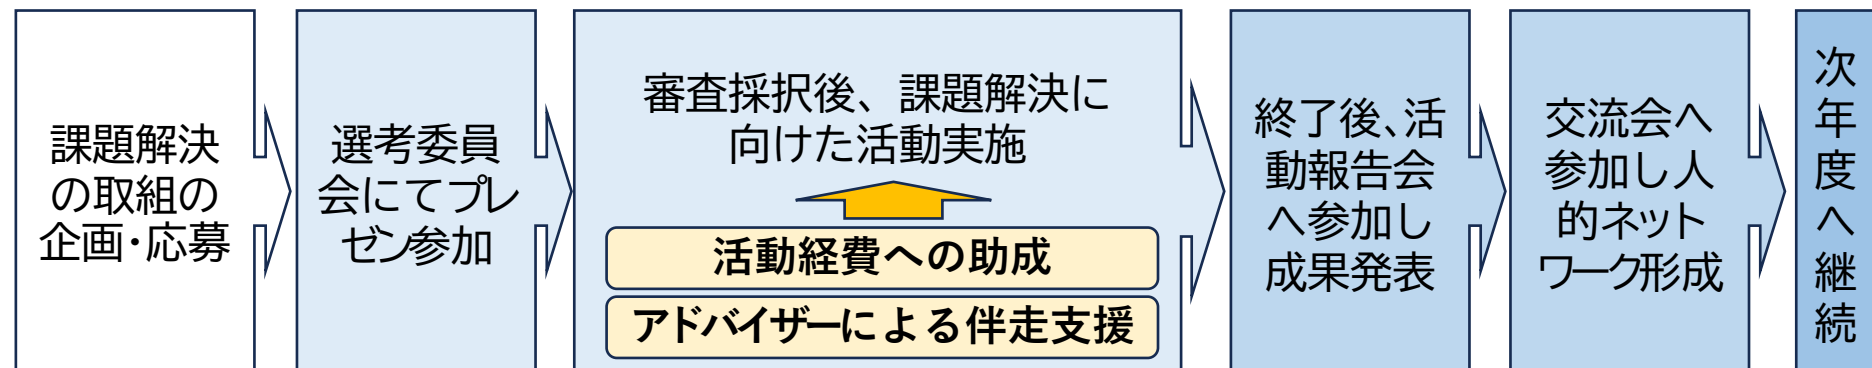 課題解決
の取組の
企画・応募
選考委員
会にてプレ
ゼン参加
審査採択後、課題解決に
向けた活動実施
活動経費への助成
アドバイザーによる伴走支援
終了後、活
動報告会
へ参加し
成果発表
交流会へ
参加し人
的ネット
ワーク形成
次年度へ継続